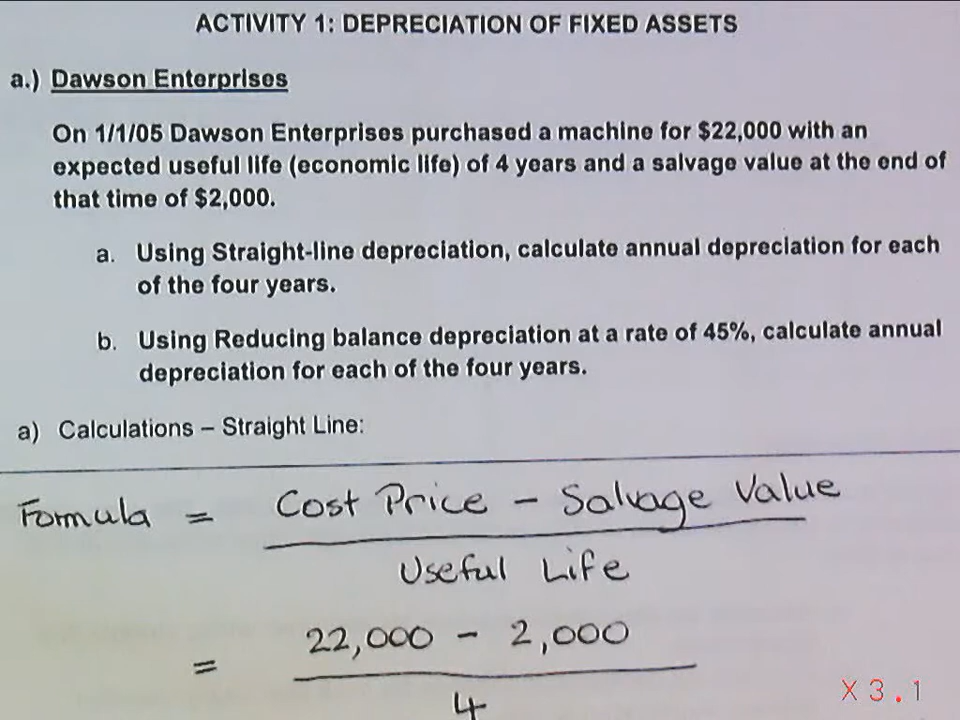 ACTIVITY 1: DEPRECIATION OF FIXED ASSETS
a.) Dawson Enterprises
On 1/1/05 Dawson Enterprises purchased a machine for $22,000 with an
expected useful life (economic life) of 4 years and a salvage value at the end of
that time of $2,000.
a. Using Straight-line depreciation, calculate annual depreciation for each
of the four years.
b. Using Reducing balance depreciation at a rate of 45%, calculate annual
depreciation for each of the four years.
a) Calculations – Straight Line:
Formula = Cost Price - Salvage Value
Useful Life
= 22,000 - 2,000
4
X3.1